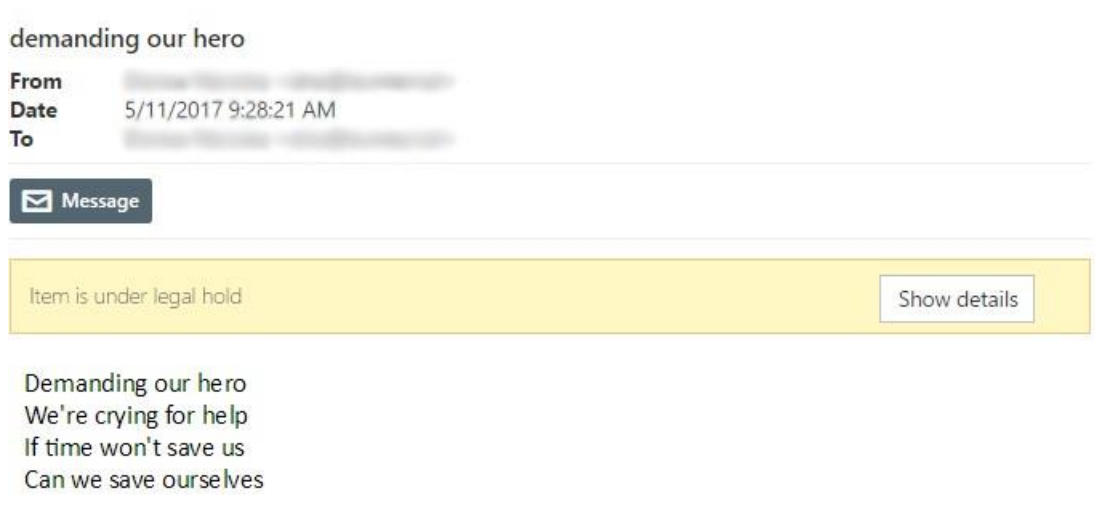 demanding our hero
From
Date 5/11/2017 9:28:21 AM
To
Message
Item is under legal hold Show details
Demanding our hero
We're crying for help
If time won't save us
Can we save ourselves